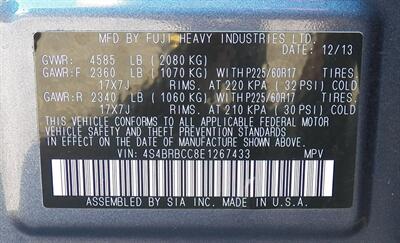 MFD BY FUJI HEAVY INDUSTRIES LTD.
DATE: 12/13
GVWR: 4585 LB (2080 KG)
GAWR:F 2360 LB (1070 KG) WITH P225/60R17 TIRES,
17X7J RIMS, AT 220 KPA ( 32 PSI) COLD
GAWR:R 2340 LB (1060 KG) WITH P225/60R17 TIRES,
17X7J RIMS, AT 210 KPA ( 30 PSI) COLD
THIS VEHICLE CONFORMS TO ALL APPLICABLE FEDERAL MOTOR
VEHICLE SAFETY AND THEFT PREVENTION STANDARDS
IN EFFECT ON THE DATE OF MANUFACTURE SHOWN ABOVE.
VIN: 4S4BRBCC8E1267433 MPV
ASSEMBLED BY SIA INC. MADE IN U.S.A.